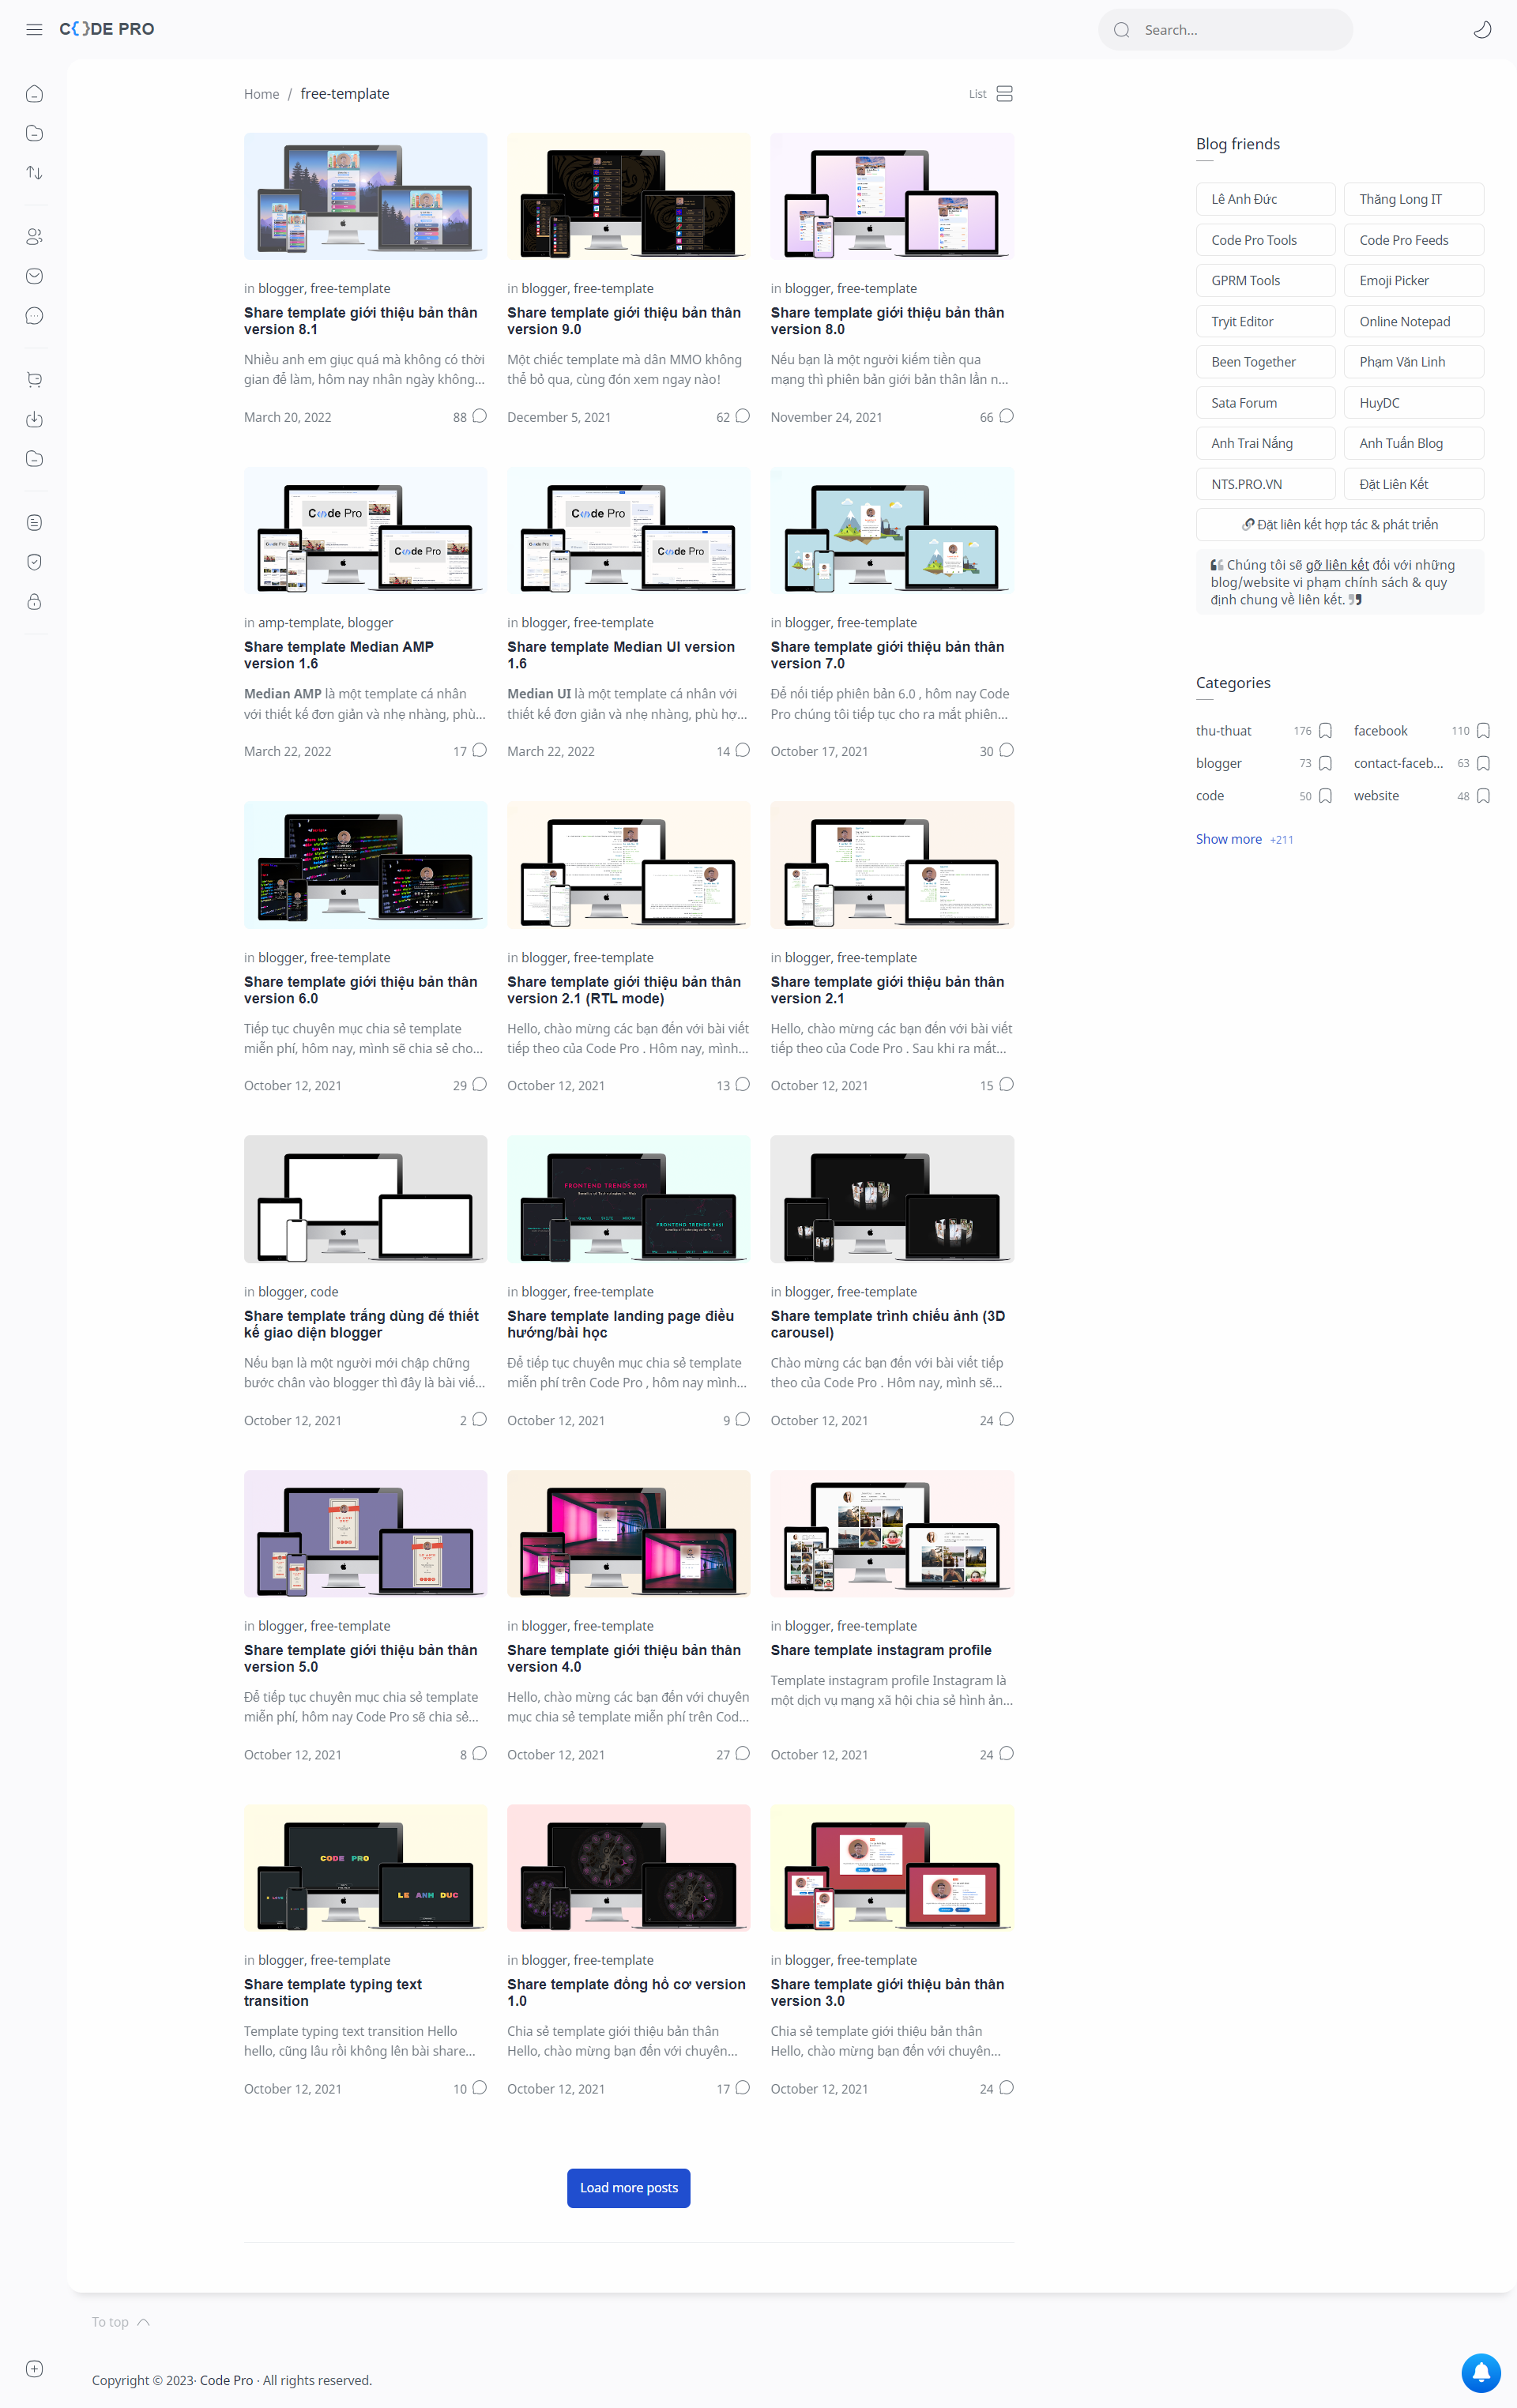 C{ }DE PRO
Search...
Home / free-template
List
in blogger, free-template
Share template giới thiệu bản thân
version 8.1
Nhiều anh em giục quá mà không có thời
gian để làm, hôm nay nhân ngày không...
March 20, 2022 88
in blogger, free-template
Share template giới thiệu bản thân
version 9.0
Một chiếc template mà dân MMO không
thể bỏ qua, cùng đón xem ngay nào!
December 5, 2021 62
in blogger, free-template
Share template giới thiệu bản thân
version 8.0
Nếu bạn là một người kiếm tiền qua
mạng thì phiên bản giới bản thân lần n...
November 24, 2021 66
C</>de Pro
C</>de Pro
in amp-template, blogger
Share template Median AMP
version 1.6
Median AMP là một template cá nhân
với thiết kế đơn giản và nhẹ nhàng, phù...
March 22, 2022 17
C</>de Pro
C</>de Pro
in blogger, free-template
Share template Median UI version
1.6
Median UI là một template cá nhân với
thiết kế đơn giản và nhẹ nhàng, phù hợ...
March 22, 2022 14
in blogger, free-template
Share template giới thiệu bản thân
version 7.0
Để nối tiếp phiên bản 6.0 , hôm nay Code
Pro chúng tôi tiếp tục cho ra mắt phiên...
October 17, 2021 30
in blogger, free-template
Share template giới thiệu bản thân
version 6.0
Tiếp tục chuyên mục chia sẻ template
miễn phí, hôm nay, mình sẽ chia sẻ cho...
October 12, 2021 29
in blogger, free-template
Share template giới thiệu bản thân
version 2.1 (RTL mode)
Hello, chào mừng các bạn đến với bài viết
tiếp theo của Code Pro . Hôm nay, mình...
October 12, 2021 13
in blogger, free-template
Share template giới thiệu bản thân
version 2.1
Hello, chào mừng các bạn đến với bài viết
tiếp theo của Code Pro . Sau khi ra mắt...
October 12, 2021 15
in blogger, code
Share template trắng dùng để thiết
kế giao diện blogger
Nếu bạn là một người mới chập chững
bước chân vào blogger thì đây là bài viế...
October 12, 2021 2
FRONTEND TRENDS 2021
FRONTEND TRENDS 2021
in blogger, free-template
Share template landing page điều
hướng/bài học
Để tiếp tục chuyên mục chia sẻ template
miễn phí trên Code Pro , hôm nay mình...
October 12, 2021 9
in blogger, free-template
Share template trình chiếu ảnh (3D
carousel)
Chào mừng các bạn đến với bài viết tiếp
theo của Code Pro . Hôm nay, mình sẽ...
October 12, 2021 24
in blogger, free-template
Share template giới thiệu bản thân
version 5.0
Để tiếp tục chuyên mục chia sẻ template
miễn phí, hôm nay Code Pro sẽ chia sẻ...
October 12, 2021 8
in blogger, free-template
Share template giới thiệu bản thân
version 4.0
Hello, chào mừng các bạn đến với chuyên
mục chia sẻ template miễn phí trên Cod...
October 12, 2021 27
in blogger, free-template
Share template instagram profile
Template instagram profile Instagram là
một dịch vụ mạng xã hội chia sẻ hình ản...
October 12, 2021 24
CODE PRO
LE ANH DUC
in blogger, free-template
Share template typing text
transition
Template typing text transition Hello
hello, cũng lâu rồi không lên bài share...
October 12, 2021 10
in blogger, free-template
Share template đồng hồ cơ version
1.0
Chia sẻ template giới thiệu bản thân
Hello, chào mừng bạn đến với chuyên...
October 12, 2021 17
in blogger, free-template
Share template giới thiệu bản thân
version 3.0
Chia sẻ template giới thiệu bản thân
Hello, chào mừng bạn đến với chuyên...
October 12, 2021 24
Load more posts
Blog friends
Lê Anh Đức Thăng Long IT
Code Pro Tools Code Pro Feeds
GPRM Tools Emoji Picker
Tryit Editor Online Notepad
Been Together Phạm Văn Linh
Sata Forum HuyDC
Anh Trai Nắng Anh Tuấn Blog
NTS.PRO.VN Đặt Liên Kết
Đặt liên kết hợp tác & phát triển
Chúng tôi sẽ gỡ liên kết đối với những
blog/website vi phạm chính sách & quy
định chung về liên kết.
Categories
thu-thuat 176 facebook 110
blogger 73 contact-faceb... 63
code 50 website 48
Show more +211
To top
Copyright © 2023· Code Pro · All rights reserved.